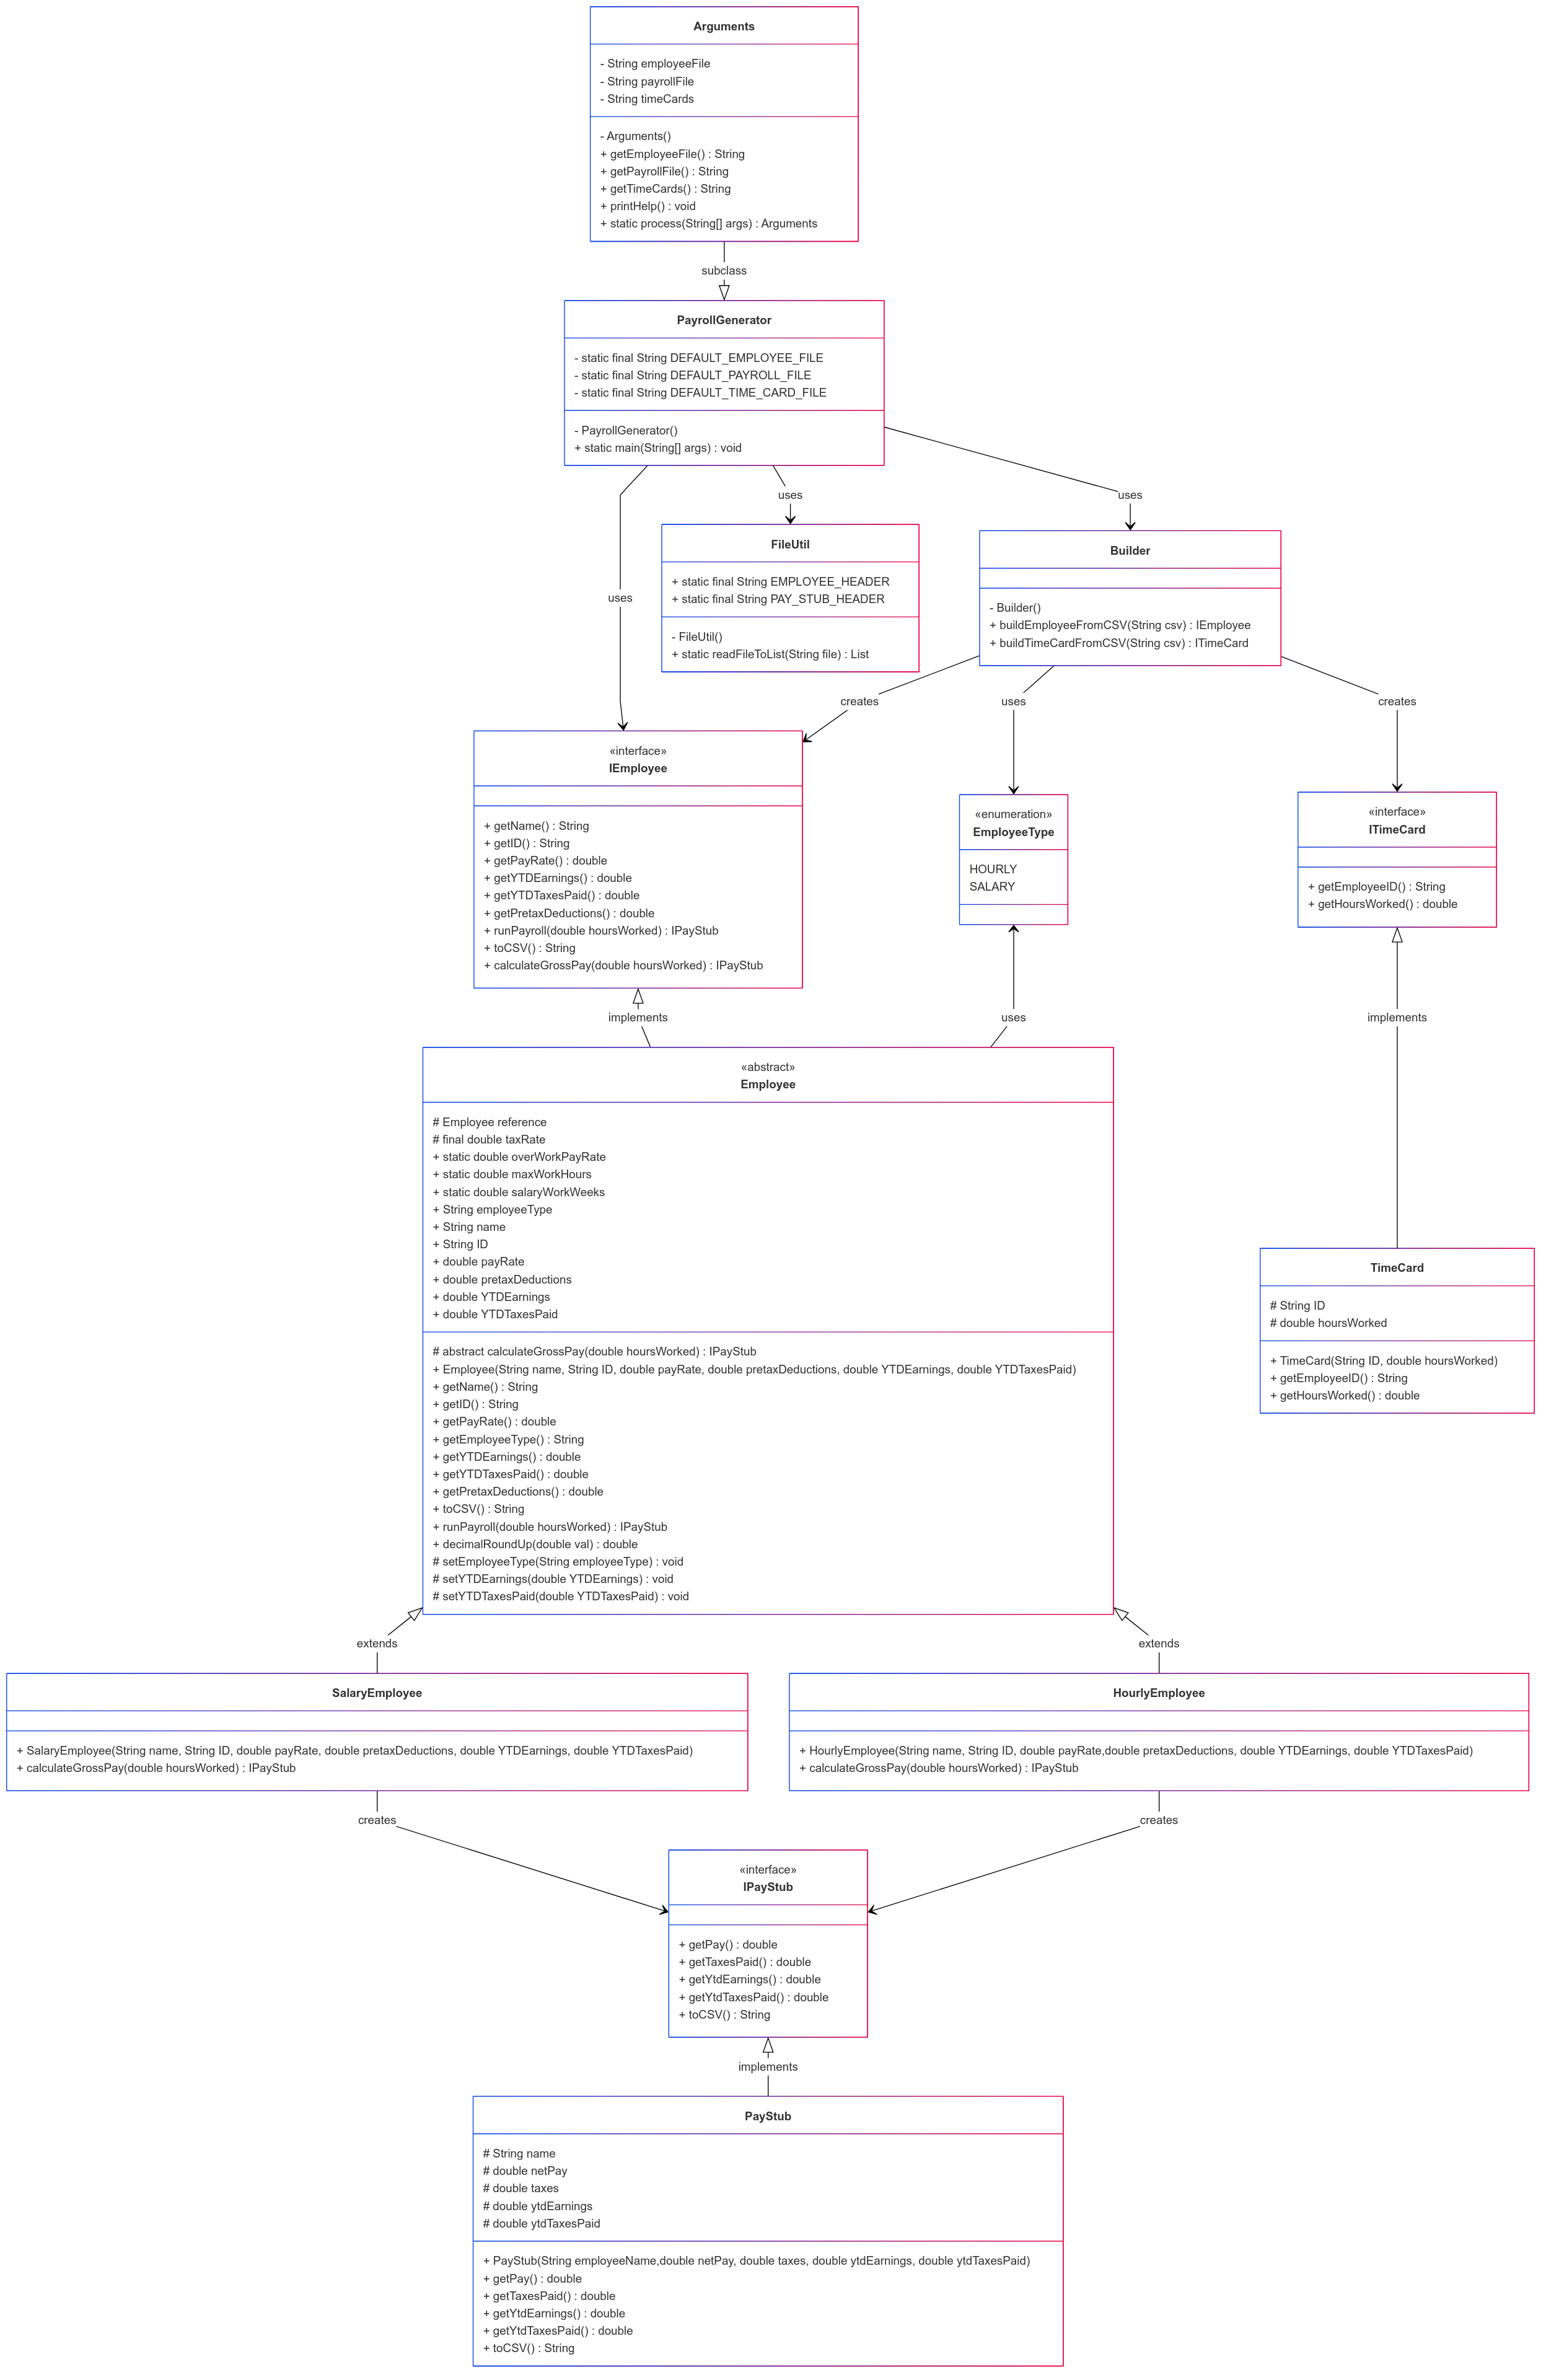 Arguments
- String employeeFile
- String payrollFile
- String timeCards
- Arguments()
+ getEmployeeFile() : String
+ getPayrollFile() : String
+ getTimeCards() : String
+ printHelp() : void
+ static process(String[] args) : Arguments
subclass
PayrollGenerator
- static final String DEFAULT_EMPLOYEE_FILE
- static final String DEFAULT_PAYROLL_FILE
- static final String DEFAULT_TIME_CARD_FILE
- PayrollGenerator()
+ static main(String[] args) : void
uses
uses
uses
FileUtil
+ static final String EMPLOYEE_HEADER
+ static final String PAY_STUB_HEADER
- FileUtil()
+ static readFileToList(String file) : List
Builder
- Builder()
+ buildEmployeeFromCSV(String csv) : IEmployee
+ buildTimeCardFromCSV(String csv) : ITimeCard
creates
uses
creates
«interface»
IEmployee
+ getName() : String
+ getID() : String
+ getPayRate() : double
+ getYTDEarnings() : double
+ getYTDTaxesPaid() : double
+ getPretaxDeductions() : double
+ runPayroll(double hoursWorked) : IPayStub
+ toCSV() : String
+ calculateGrossPay(double hoursWorked) : IPayStub
«enumeration»
EmployeeType
HOURLY
SALARY
«interface»
ITimeCard
+ getEmployeeID() : String
+ getHoursWorked() : double
implements
uses
implements
«abstract»
Employee
# Employee reference
# final double taxRate
+ static double overWorkPayRate
+ static double maxWorkHours
+ static double salaryWorkWeeks
+ String employeeType
+ String name
+ String ID
+ double payRate
+ double pretaxDeductions
+ double YTDEarnings
+ double YTDTaxesPaid
# abstract calculateGrossPay(double hoursWorked) : IPayStub
+ Employee(String name, String ID, double payRate, double pretaxDeductions, double YTDEarnings, double YTDTaxesPaid)
+ getName() : String
+ getID() : String
+ getPayRate() : double
+ getEmployeeType() : String
+ getYTDEarnings() : double
+ getYTDTaxesPaid() : double
+ getPretaxDeductions() : double
+ toCSV() : String
+ runPayroll(double hoursWorked) : IPayStub
+ decimalRoundUp(double val) : double
# setEmployeeType(String employeeType) : void
# setYTDEarnings(double YTDEarnings) : void
# setYTDTaxesPaid(double YTDTaxesPaid) : void
TimeCard
# String ID
# double hoursWorked
+ TimeCard(String ID, double hoursWorked)
+ getEmployeeID() : String
+ getHoursWorked() : double
extends
extends
SalaryEmployee
+ SalaryEmployee(String name, String ID, double payRate, double pretaxDeductions, double YTDEarnings, double YTDTaxesPaid)
+ calculateGrossPay(double hoursWorked) : IPayStub
HourlyEmployee
+ HourlyEmployee(String name, String ID, double payRate,double pretaxDeductions, double YTDEarnings, double YTDTaxesPaid)
+ calculateGrossPay(double hoursWorked) : IPayStub
creates
creates
«interface»
IPayStub
+ getPay() : double
+ getTaxesPaid() : double
+ getYtdEarnings() : double
+ getYtdTaxesPaid() : double
+ toCSV() : String
implements
PayStub
# String name
# double netPay
# double taxes
# double ytdEarnings
# double ytdTaxesPaid
+ PayStub(String employeeName,double netPay, double taxes, double ytdEarnings, double ytdTaxesPaid)
+ getPay() : double
+ getTaxesPaid() : double
+ getYtdEarnings() : double
+ getYtdTaxesPaid() : double
+ toCSV() : String